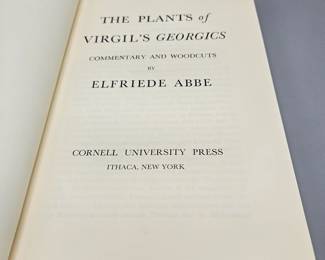 THE PLANTS of
VIRGIL'S GEORGICS
COMMENTARY AND WOODCUTS
BY
ELFRIEDE ABBE
CORNELL UNIVERSITY PRESS
ITHACA, NEW YORK